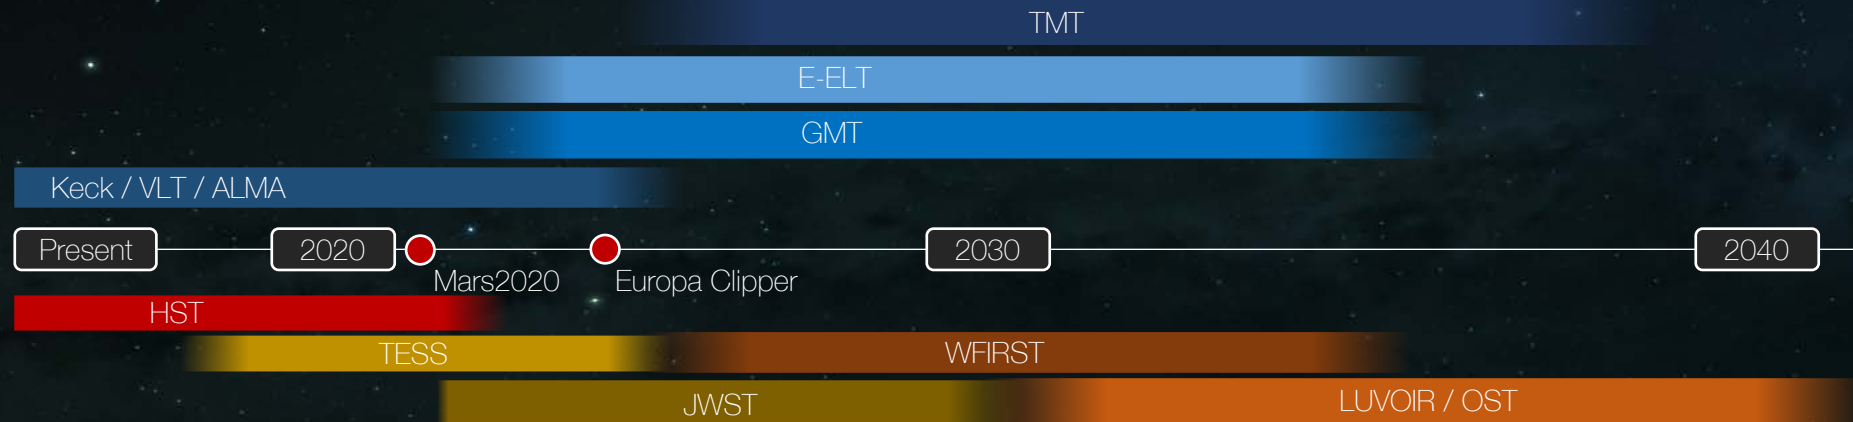 TMT
E-ELT
GMT
Keck / VLT / ALMA
Present 2020 2030 2040
Mars2020 Europa Clipper
HST
TESS WFIRST
JWST LUVOIR / OST